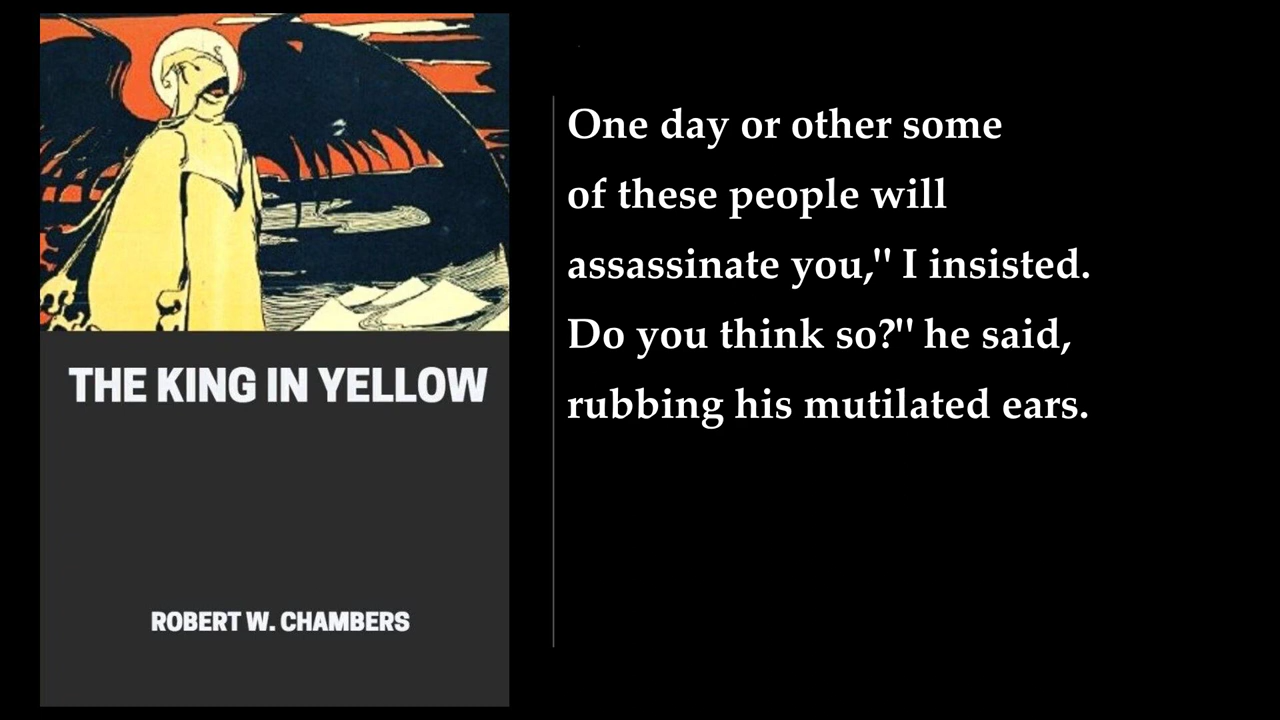 THE KING IN YELLOW
ROBERT W. CHAMBERS
One day or other some
of these people will
assassinate you," I insisted.
Do you think so?" he said,
rubbing his mutilated ears.